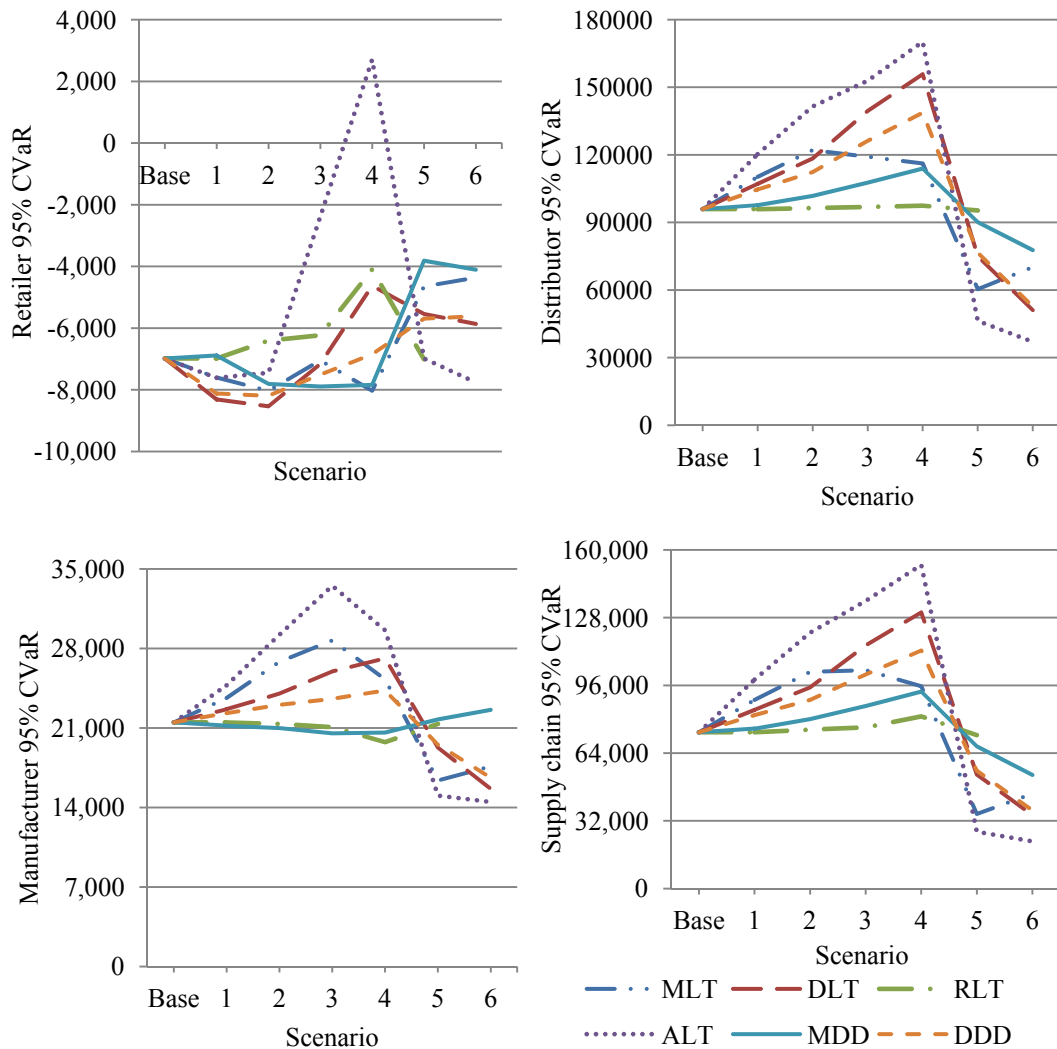 4,000
2,000
0
-2,000
-4,000
-6,000
-8,000
-10,000
Retailer 95% CVaR
Base 1 2 3 4 5 6
Scenario
180000
150000
120000
90000
60000
30000
0
Distributor 95% CVaR
Base 1 2 3 4 5 6
Scenario
35,000
28,000
21,000
14,000
7,000
0
Manufacturer 95% CVaR
Base 1 2 3 4 5 6
Scenario
160,000
128,000
96,000
64,000
32,000
0
Supply chain 95% CVaR
Base 1 2 3 4 5 6
Scenario
MLT DLT RLT
ALT MDD DDD